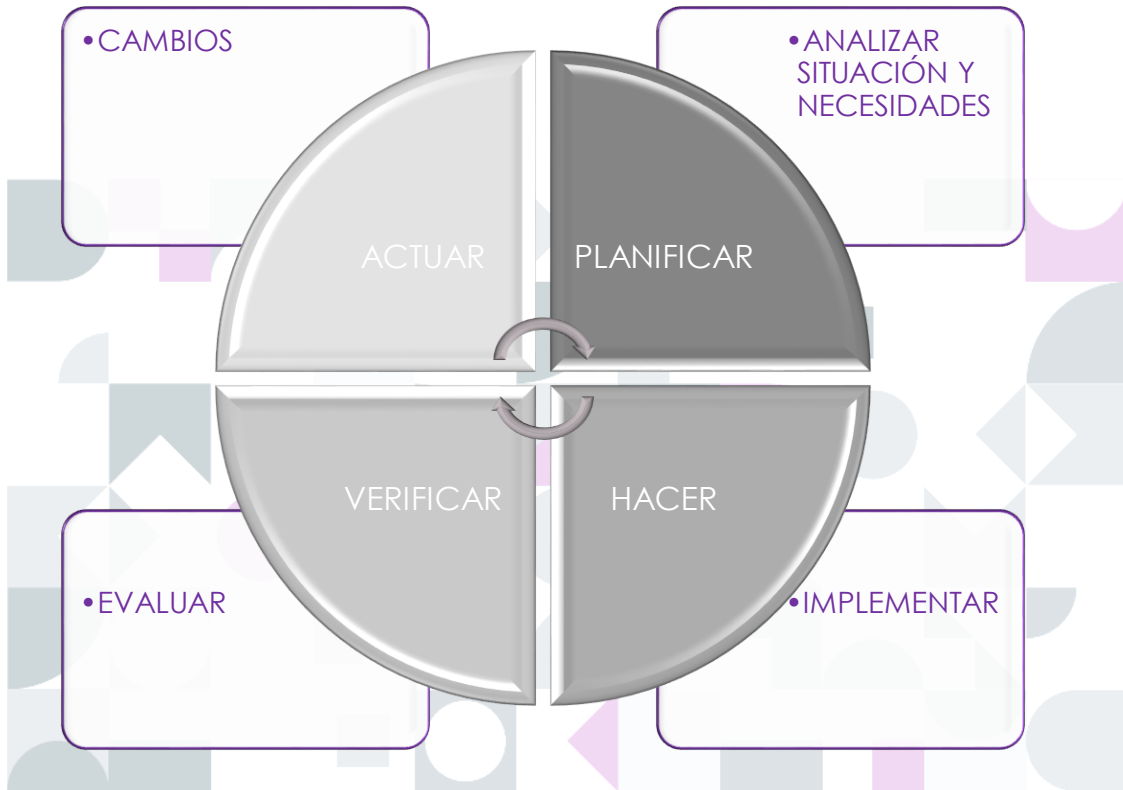 •CAMBIOS
•ANALIZAR
SITUACIÓN Y
NECESIDADES
ACTUAR
PLANIFICAR
VERIFICAR
HACER
•EVALUAR
•IMPLEMENTAR